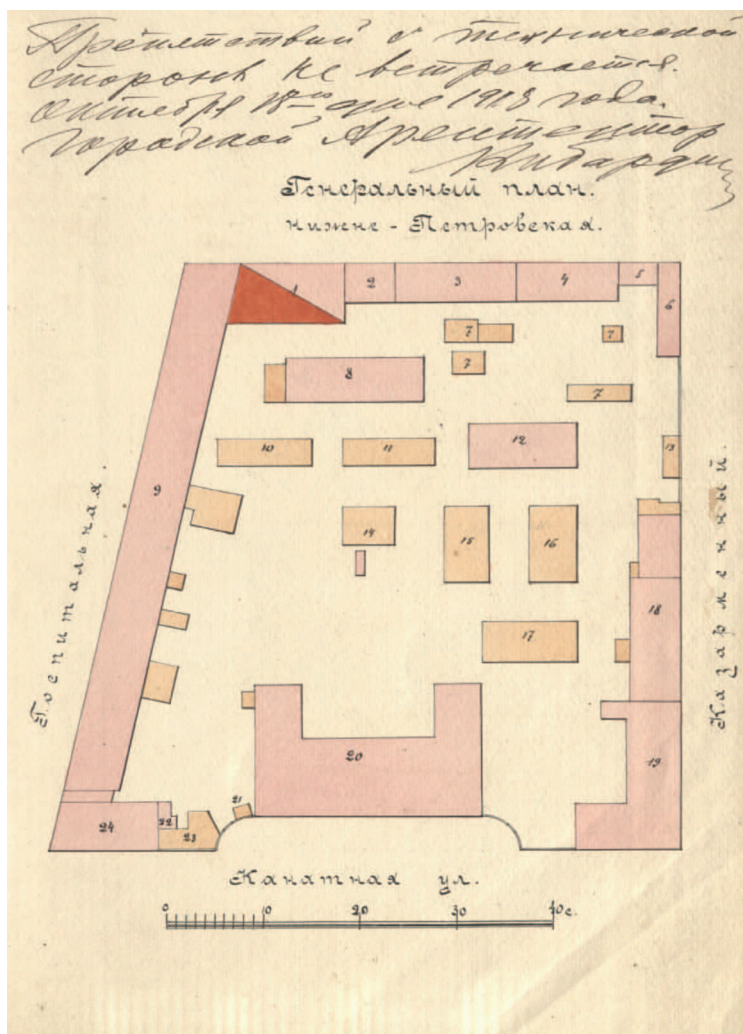 Препятствий с технической
стороны не встречается.
Октября 18го дня 1913 года.
Городской Архитектор
Кибардин
Генеральный план.
Нижне-Петровская.
1 2 3 4 5 6
7 7
7
8 7
10 11 12 13
9
14 15 16
17 18
20 19
21
24 22 23
Госпитальная.
Казарменный.
Канатная ул.
0 10 20 30 40с.